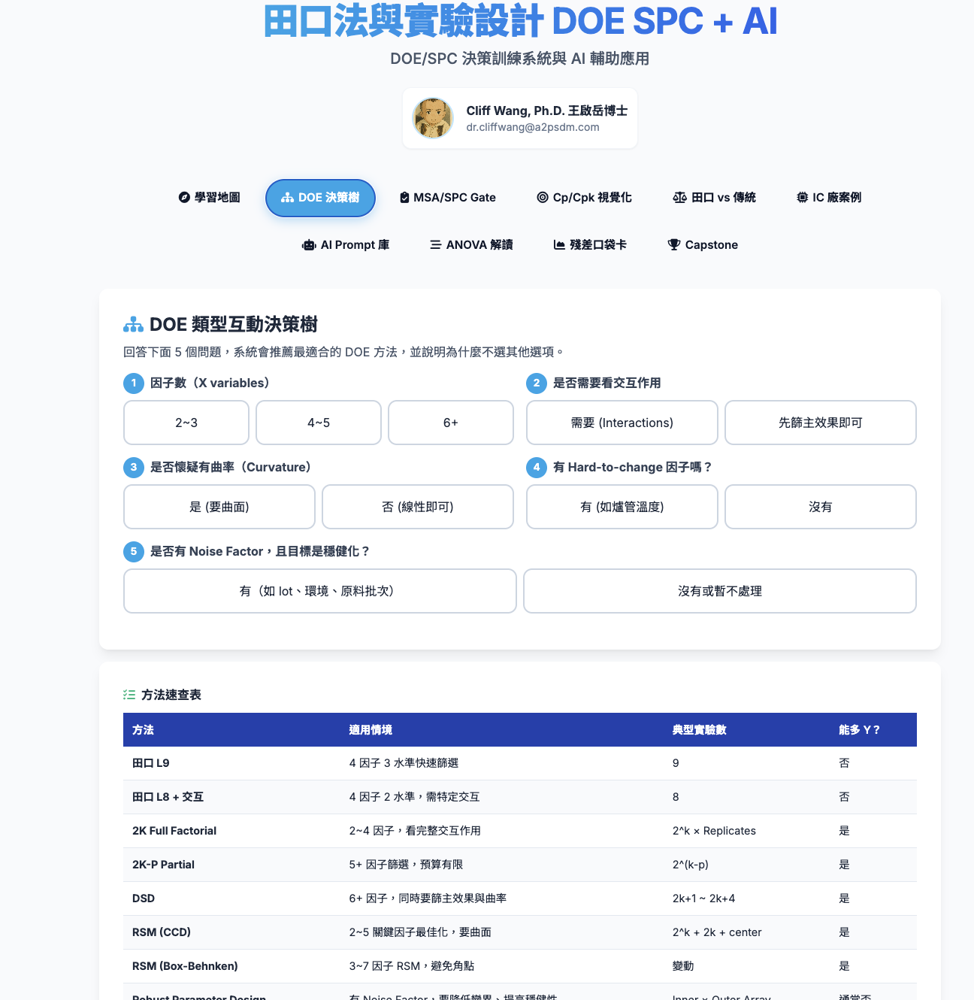 田口法與實驗設計 DOE SPC + AI
DOE/SPC 決策訓練系統與 AI 輔助應用
Cliff Wang, Ph.D. 王啟岳博士
dr.cliffwang@a2psdm.com
學習地圖
DOE 決策樹
MSA/SPC Gate
Cp/Cpk 視覺化
田口 vs 傳統
IC 廠案例
AI Prompt 庫
ANOVA 解讀
殘差口袋卡
Capstone
DOE 類型互動決策樹
回答下面 5 個問題，系統會推薦最適合的 DOE 方法，並說明為什麼不選其他選項。
1 因子數（X variables）
2~3
4~5
6+
2 是否需要看交互作用
需要 (Interactions)
先篩主效果即可
3 是否懷疑有曲率（Curvature）
是 (要曲面)
否 (線性即可)
4 有 Hard-to-change 因子嗎？
有 (如爐管溫度)
沒有
5 是否有 Noise Factor，且目標是穩健化？
有（如 lot、環境、原料批次）
沒有或暫不處理
方法速查表
方法 適用情境 典型實驗數 能多 Y？
田口 L9 4 因子 3 水準快速篩選 9 否
田口 L8 + 交互 4 因子 2 水準，需特定交互 8 否
2K Full Factorial 2~4 因子，看完整交互作用 2^k × Replicates 是
2K-P Partial 5+ 因子篩選，預算有限 2^(k-p) 是
DSD 6+ 因子，同時要篩主效果與曲率 2k+1 ~ 2k+4 是
RSM (CCD) 2~5 關鍵因子最佳化，要曲面 2^k + 2k + center 是
RSM (Box-Behnken) 3~7 因子 RSM，避免角點 變動 是
Robust Parameter Design 有 Noise Factor，要降低變異、提高穩健性 Inner × Outer Array 通常否